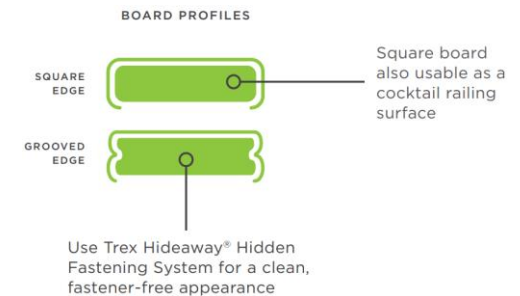 BOARD PROFILES
SQUARE
EDGE
Square board
also usable as a
cocktail railing
surface
GROOVED
EDGE
Use Trex Hideaway® Hidden
Fastening System for a clean,
fastener-free appearance